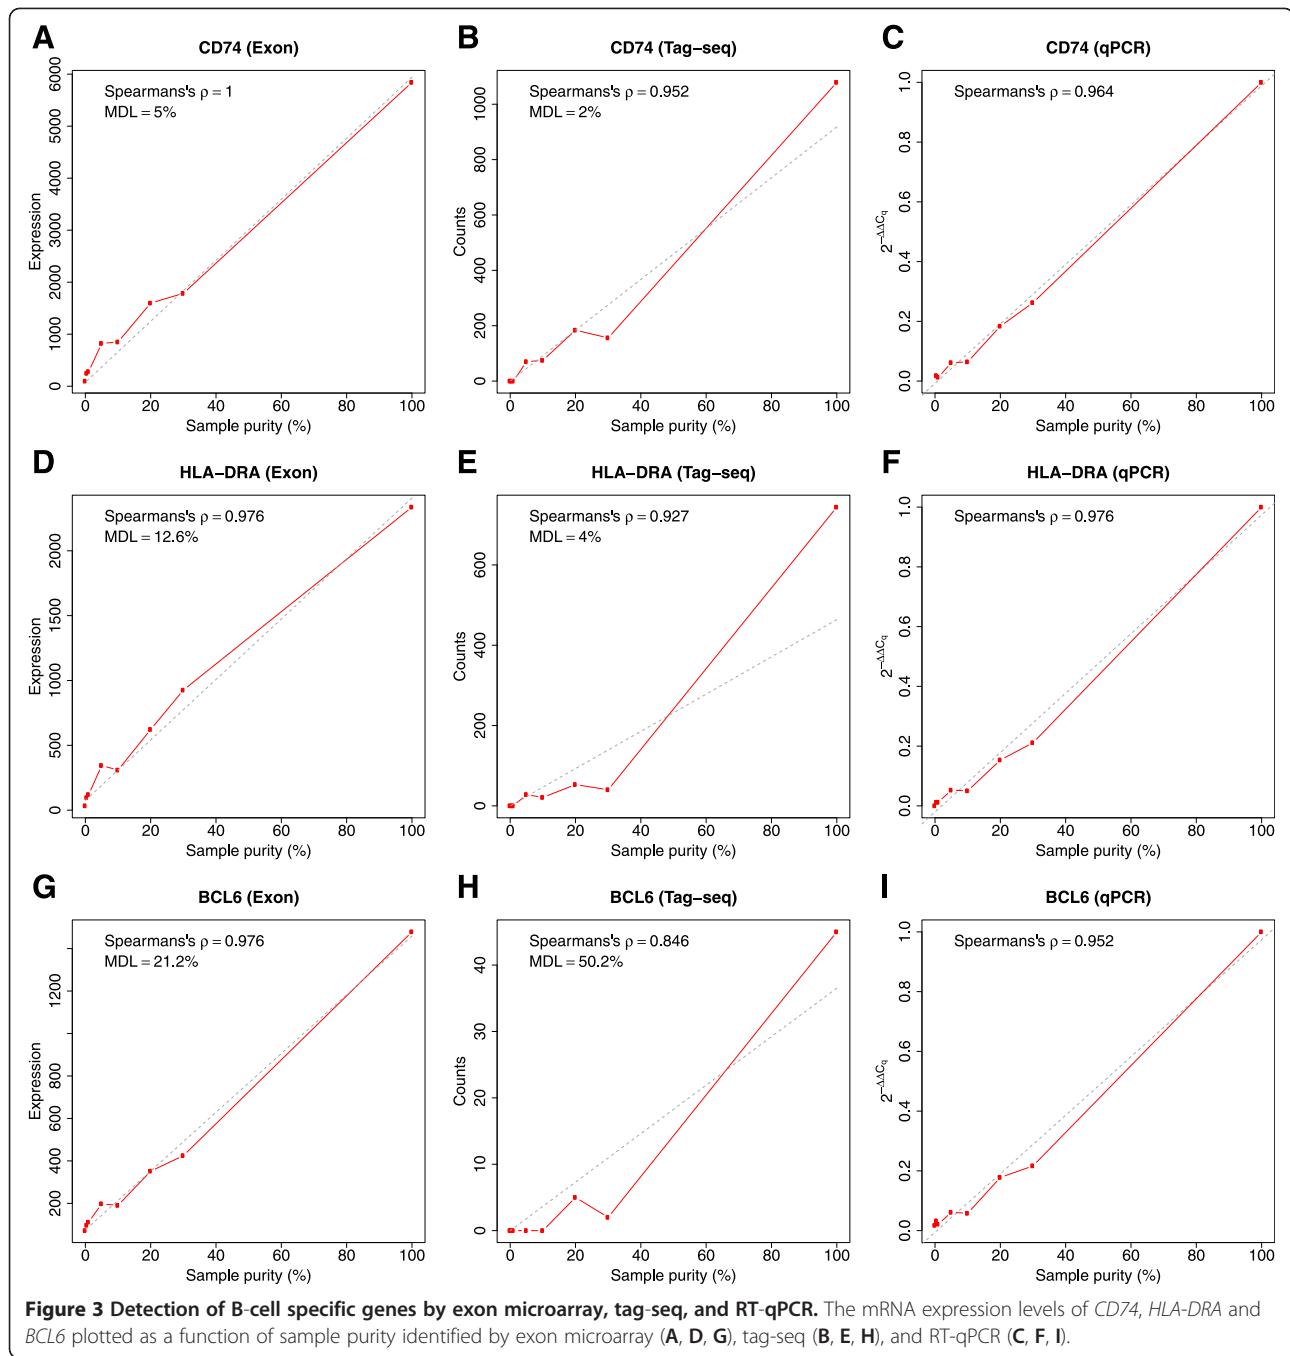 A
CD74 (Exon)
Spearmans's ρ = 1
MDL = 5%
Expression
0 1000 2000 3000 4000 5000 6000
0 20 40 60 80 100
Sample purity (%)
B
CD74 (Tag–seq)
Spearmans's ρ = 0.952
MDL = 2%
Counts
0 200 400 600 800 1000
0 20 40 60 80 100
Sample purity (%)
C
CD74 (qPCR)
Spearmans's ρ = 0.964
2^−ΔΔCq
0.0 0.2 0.4 0.6 0.8 1.0
0 20 40 60 80 100
Sample purity (%)
D
HLA–DRA (Exon)
Spearmans's ρ = 0.976
MDL = 12.6%
Expression
0 500 1000 1500 2000
0 20 40 60 80 100
Sample purity (%)
E
HLA–DRA (Tag–seq)
Spearmans's ρ = 0.927
MDL = 4%
Counts
0 200 400 600
0 20 40 60 80 100
Sample purity (%)
F
HLA–DRA (qPCR)
Spearmans's ρ = 0.976
2^−ΔΔCq
0.0 0.2 0.4 0.6 0.8 1.0
0 20 40 60 80 100
Sample purity (%)
G
BCL6 (Exon)
Spearmans's ρ = 0.976
MDL = 21.2%
Expression
200 400 600 800 1200
0 20 40 60 80 100
Sample purity (%)
H
BCL6 (Tag–seq)
Spearmans's ρ = 0.846
MDL = 50.2%
Counts
0 10 20 30 40
0 20 40 60 80 100
Sample purity (%)
I
BCL6 (qPCR)
Spearmans's ρ = 0.952
2^−ΔΔCq
0.0 0.2 0.4 0.6 0.8 1.0
0 20 40 60 80 100
Sample purity (%)
Figure 3 Detection of B-cell specific genes by exon microarray, tag-seq, and RT-qPCR. The mRNA expression levels of CD74, HLA-DRA and
BCL6 plotted as a function of sample purity identified by exon microarray (A, D, G), tag-seq (B, E, H), and RT-qPCR (C, F, I).